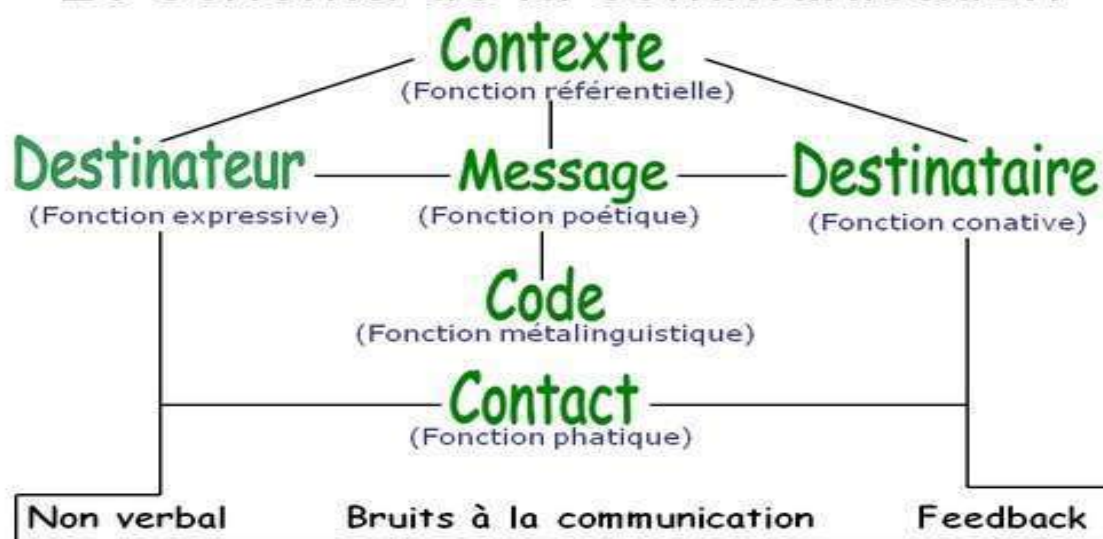 Contexte
(Fonction référentielle)
Destinateur Message Destinataire
(Fonction expressive) (Fonction poétique) (Fonction conative)
Code
(Fonction métalinguistique)
Contact
(Fonction phatique)
Non verbal Bruits à la communication Feedback